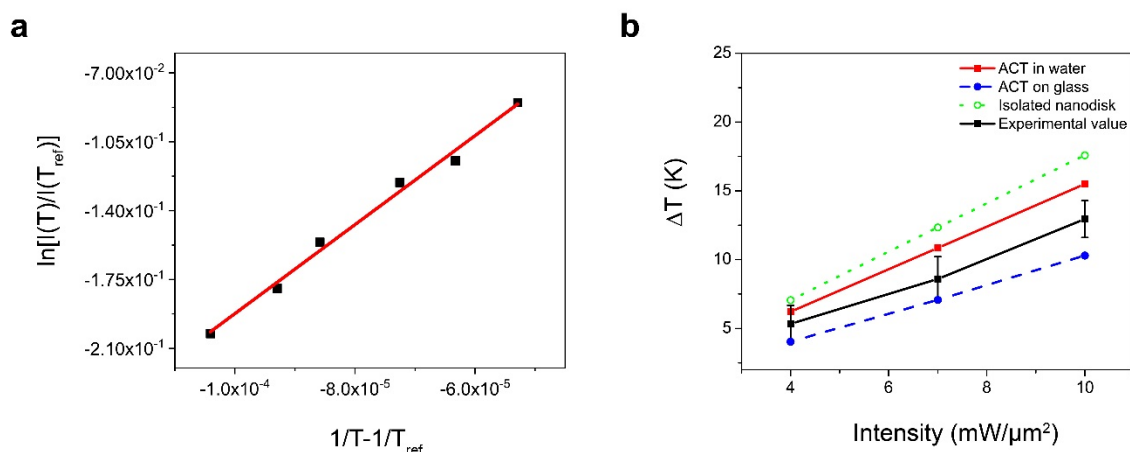 a
-7.00x10⁻²
-1.05x10⁻¹
-1.40x10⁻¹
-1.75x10⁻¹
-2.10x10⁻¹
ln[I(T)/I(T_ref)]
-1.0x10⁻⁴
-8.0x10⁻⁵
-6.0x10⁻⁵
1/T-1/T_ref
b
25
20
15
10
5
ΔT (K)
ACT in water
ACT on glass
Isolated nanodisk
Experimental value
4
6
8
10
Intensity (mW/µm²)